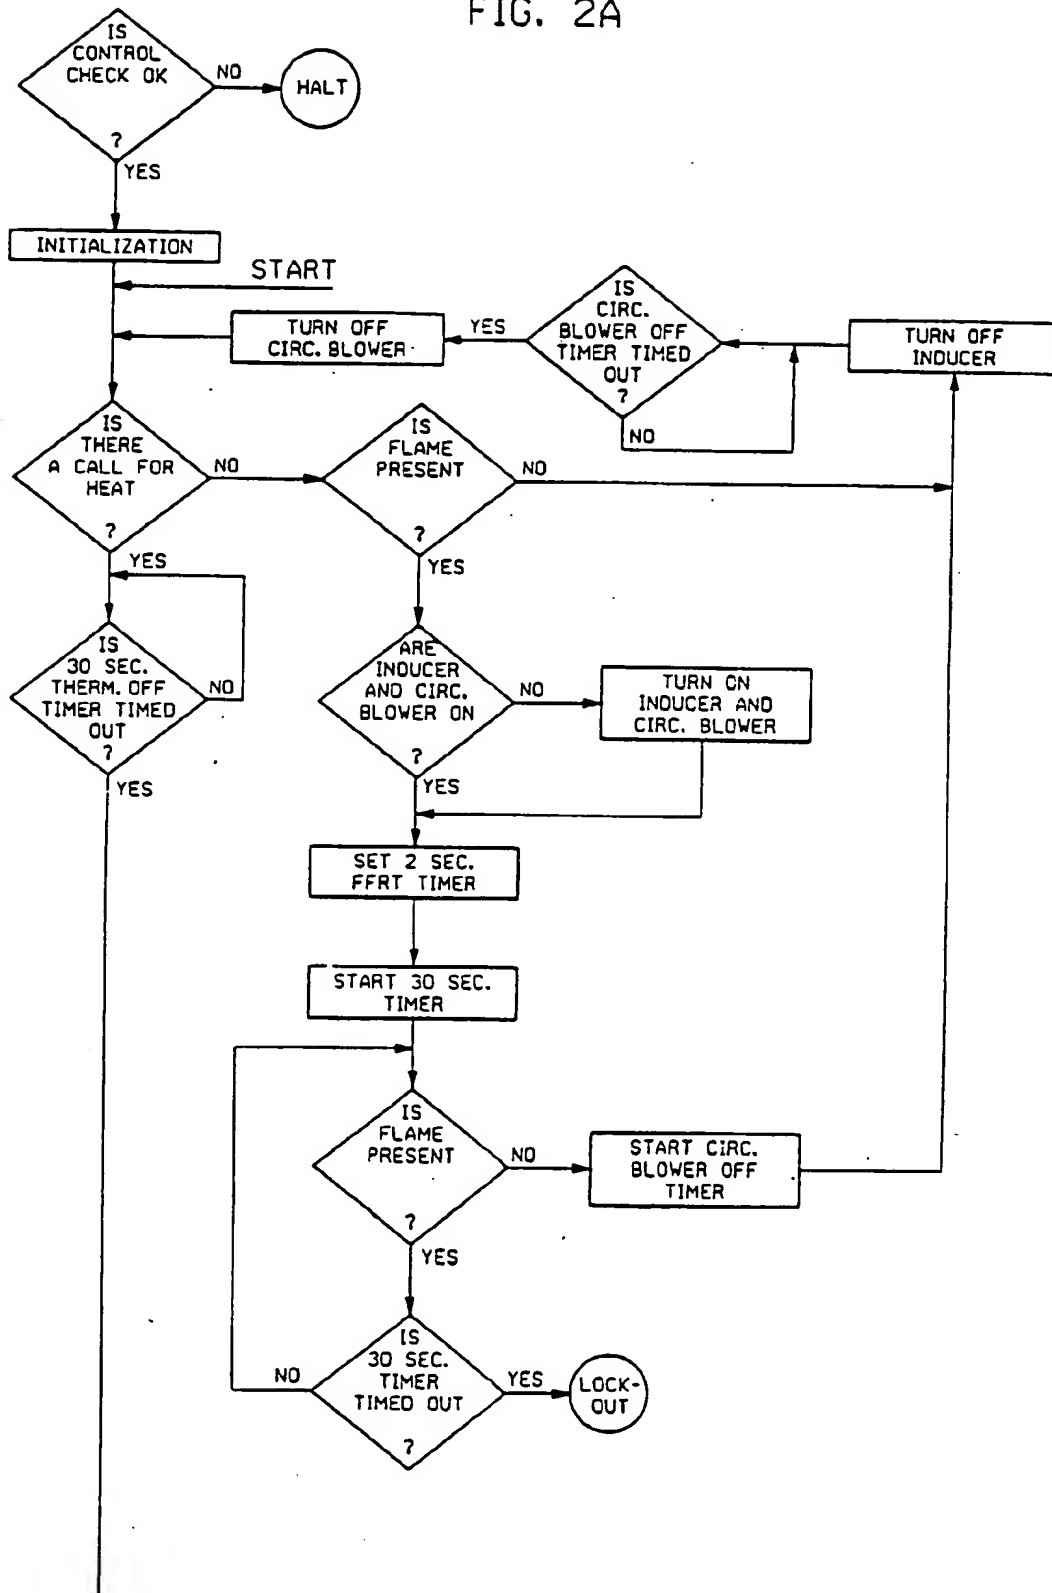 FIG. 2A
IS
CONTROL
CHECK OK
?
NO
HALT
YES
INITIALIZATION
START
TURN OFF
CIRC. BLOWER
YES
IS
CIRC.
BLOWER OFF
TIMER TIMED
OUT
?
NO
TURN OFF
INDUCER
IS
THERE
A CALL FOR
HEAT
?
NO
YES
IS
FLAME
PRESENT
?
NO
YES
IS
30 SEC.
THERM. OFF
TIMER TIMED
OUT
?
NO
YES
ARE
INDUCER
AND CIRC.
BLOWER ON
?
NO
YES
TURN ON
INDUCER AND
CIRC. BLOWER
SET 2 SEC.
FFRT TIMER
START 30 SEC.
TIMER
IS
FLAME
PRESENT
?
NO
YES
START CIRC.
BLOWER OFF
TIMER
IS
30 SEC.
TIMER
TIMED OUT
?
NO
YES
LOCK-
OUT